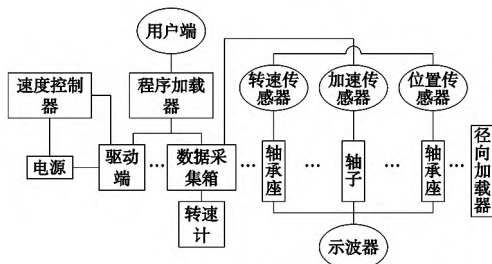 用户端
速度控制
器
程序加载
器
转速传
感器
加速传
感器
位置传
感器
电源
驱动
端
…
数据采
集箱
…
轴承座
…
轴子
…
轴承座
…
径向加载器
转速
计
示波器